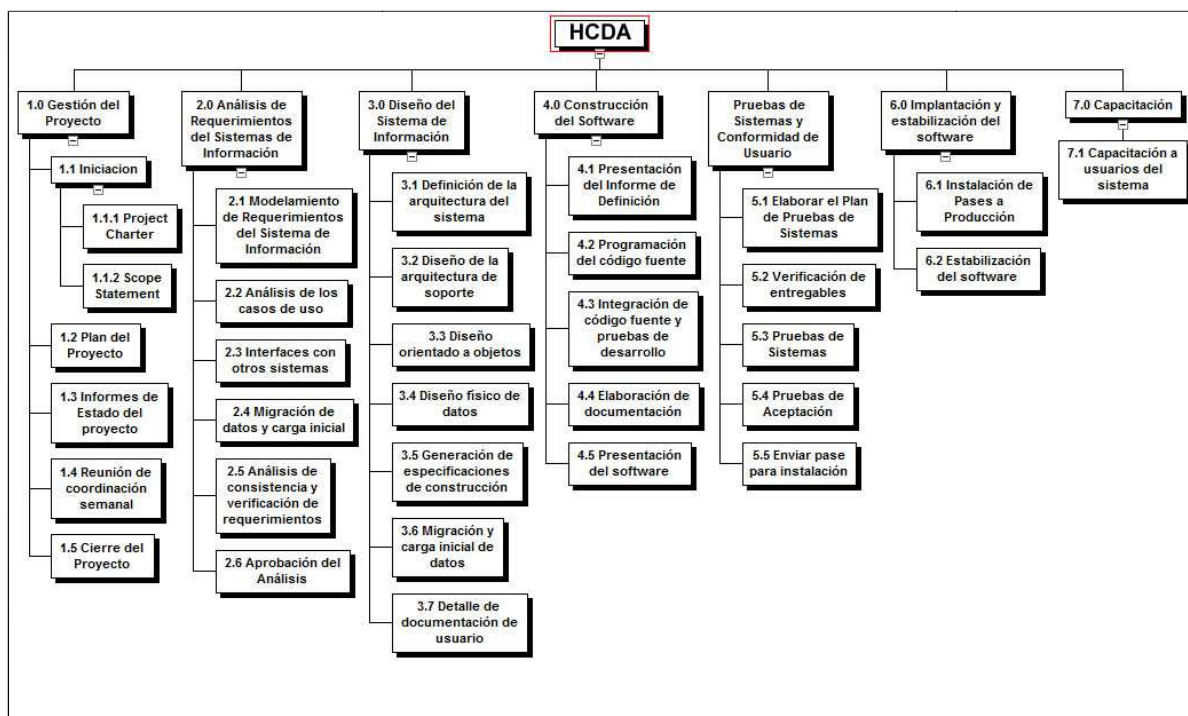 HCDA
1.0 Gestión del
Proyecto
1.1 Iniciacion
1.1.1 Project
Charter
1.1.2 Scope
Statement
1.2 Plan del
Proyecto
1.3 Informes de
Estado del
proyecto
1.4 Reunión de
coordinación
semanal
1.5 Cierre del
Proyecto
2.0 Análisis de
Requerimientos
del Sistemas de
Información
2.1 Modelamiento
de Requerimientos
del Sistema de
Información
2.2 Análisis de los
casos de uso
2.3 Interfaces con
otros sistemas
2.4 Migración de
datos y carga inicial
2.5 Análisis de
consistencia y
verificación de
requerimientos
2.6 Aprobación del
Análisis
3.0 Diseño del
Sistema de
Información
3.1 Definición de la
arquitectura del
sistema
3.2 Diseño de la
arquitectura de
soporte
3.3 Diseño
orientado a objetos
3.4 Diseño físico de
datos
3.5 Generación de
especificaciones
de construcción
3.6 Migración y
carga inicial de
datos
3.7 Detalle de
documentación de
usuario
4.0 Construcción
del Software
4.1 Presentación
del Informe de
Definición
4.2 Programación
del código fuente
4.3 Integración de
código fuente y
pruebas de
desarrollo
4.4 Elaboración de
documentación
4.5 Presentación
del software
Pruebas de
Sistemas y
Conformidad de
Usuario
5.1 Elaborar el Plan
de Pruebas de
Sistemas
5.2 Verificación de
entregables
5.3 Pruebas de
Sistemas
5.4 Pruebas de
Aceptación
5.5 Enviar pase
para instalación
6.0 Implantación y
estabilización del
software
6.1 Instalación de
Pases a
Producción
6.2 Estabilización
del software
7.0 Capacitación
7.1 Capacitación a
usuarios del
sistema